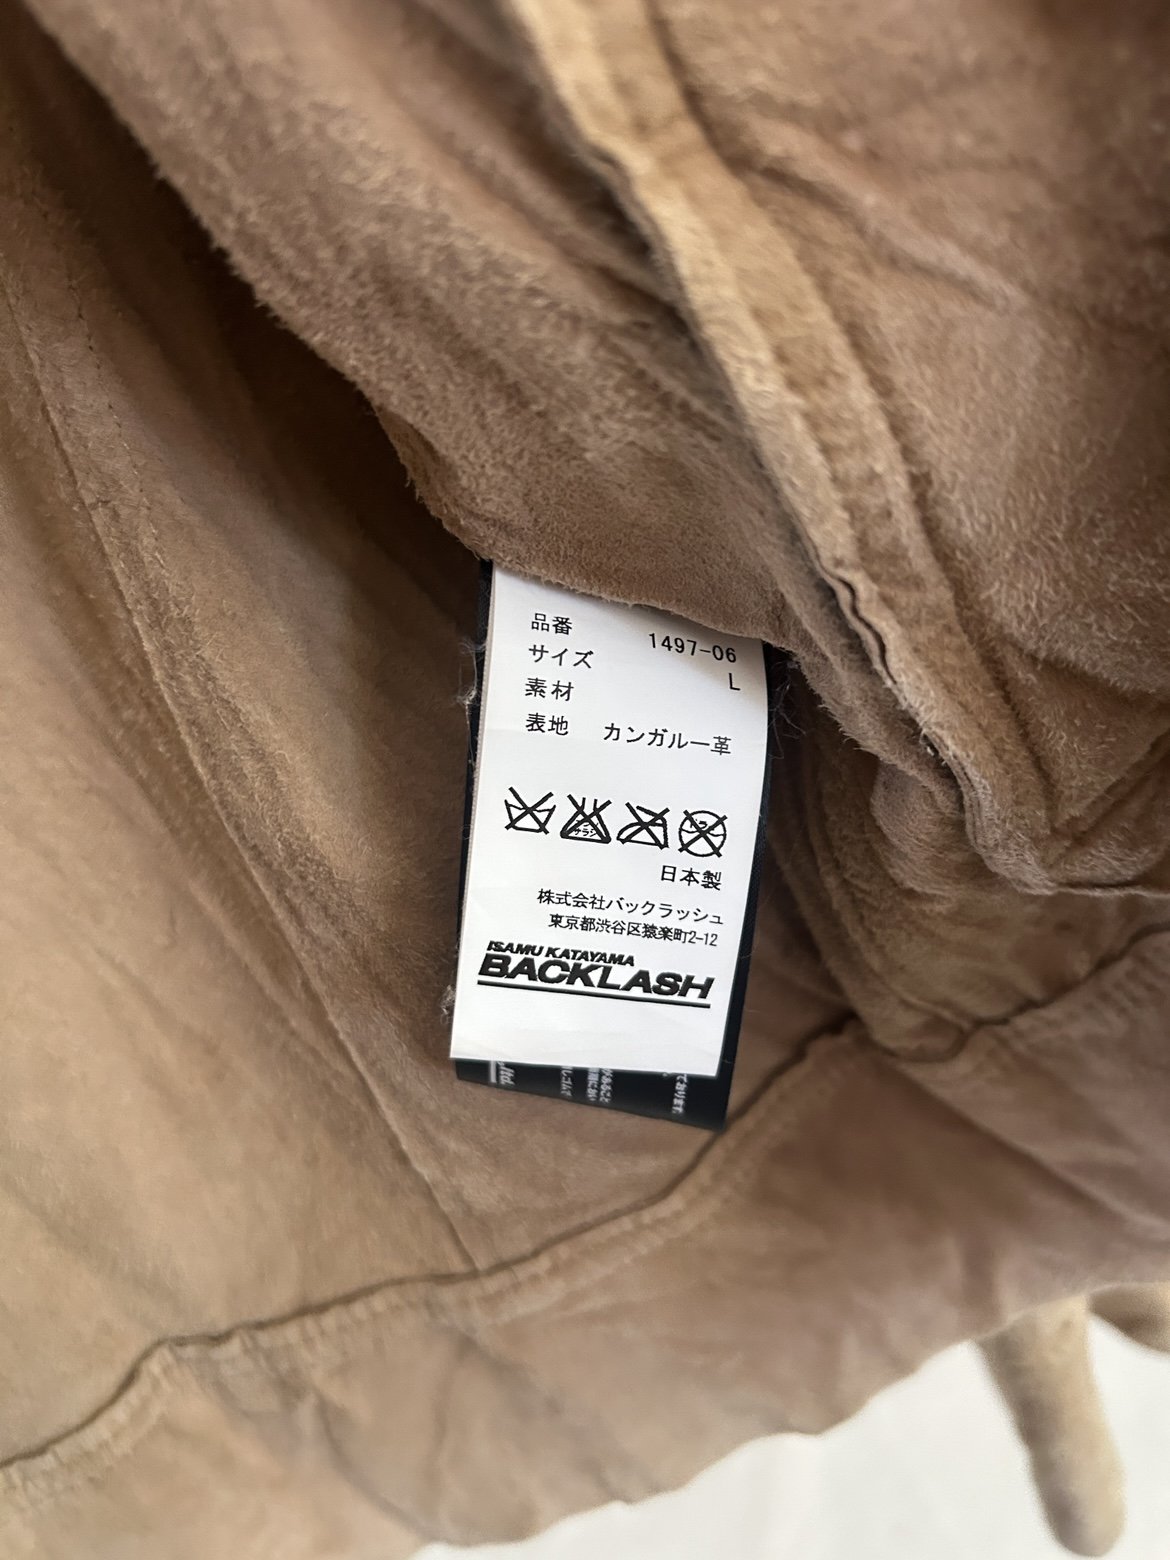 品番 1497-06
サイズ L
素材
表地 カンガルー革
日本製
株式会社バックラッシュ
東京都渋谷区猿楽町2-12
ISAMU KATAYAMA
BACKLASH